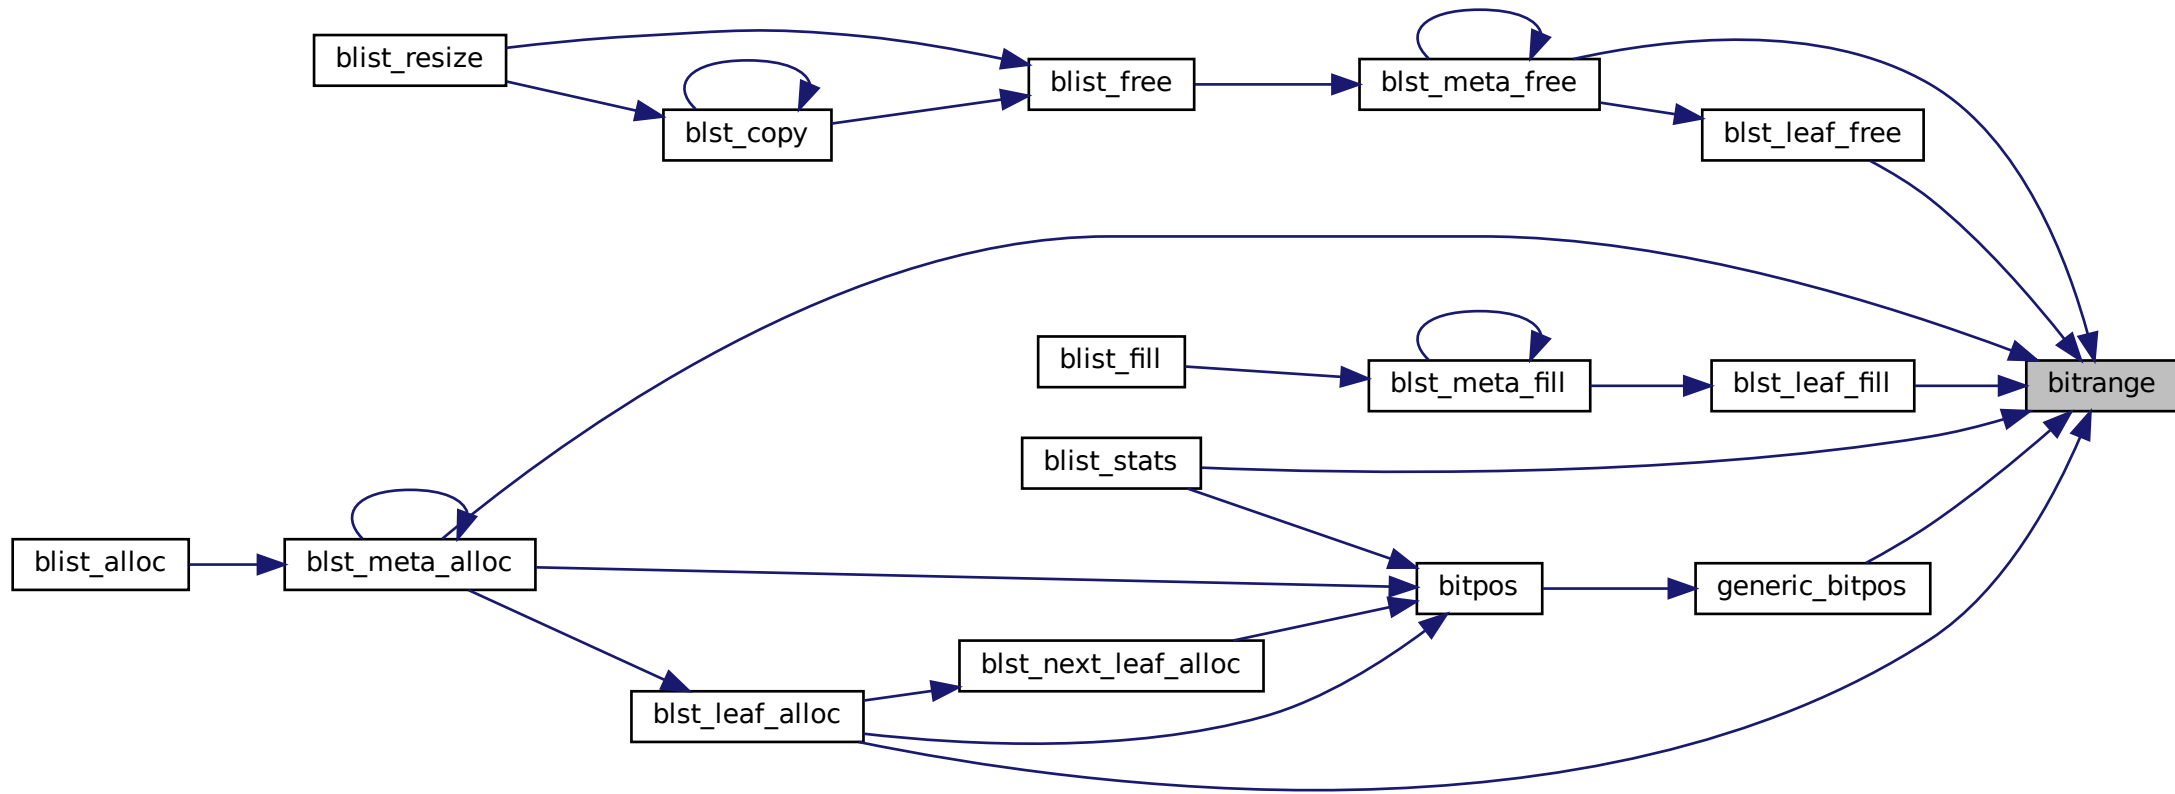 blist_resize
blst_copy
blist_free
blst_meta_free
blst_leaf_free
blist_fill
blst_meta_fill
blst_leaf_fill
bitrange
blist_stats
blist_alloc
blst_meta_alloc
bitpos
generic_bitpos
blst_next_leaf_alloc
blst_leaf_alloc